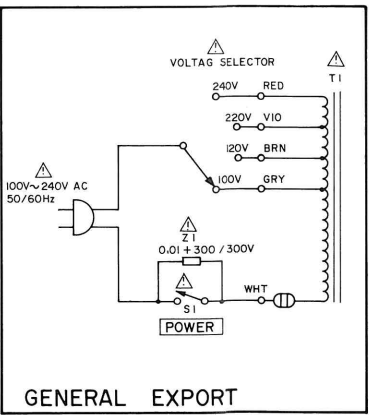 VOLTAG SELECTOR
T1
240V RED
220V VIO
120V BRN
100V GRY
100V~240V AC
50/60Hz
Z1
0.01+300/300V
WHT
S1
POWER
GENERAL EXPORT